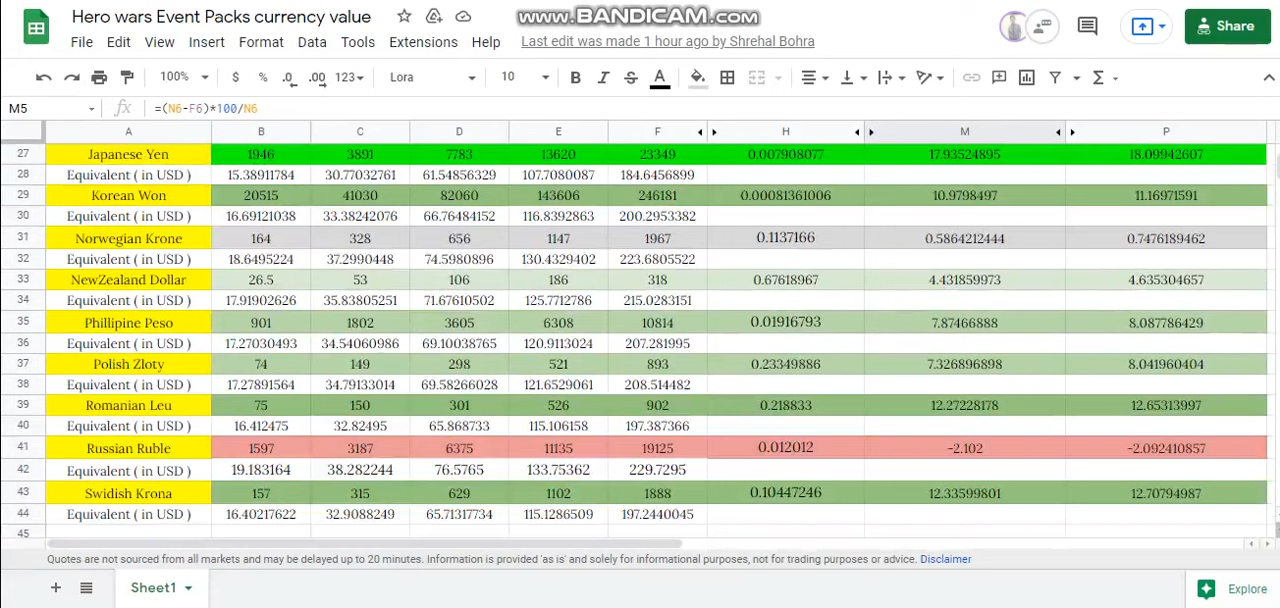 Hero wars Event Packs currency value
www.BANDICAM.com
Share
File Edit View Insert Format Data Tools Extensions Help Last edit was made 1 hour ago by Shrehal Bohra
100% $ % .0 .00 123 Lora 10 B I S A
M5 fx =(N6-F6)*100/N6
A B C D E F H M P
27 Japanese Yen 1946 3891 7783 13620 23349 0.007908077 17.93524895 18.09942607
28 Equivalent ( in USD ) 15.38911784 30.77032761 61.54856329 107.7080087 184.6456899
29 Korean Won 20515 41030 82060 143606 246181 0.00081361006 10.9798497 11.16971591
30 Equivalent ( in USD ) 16.69121038 33.38242076 66.76484152 116.8392863 200.2953382
31 Norwegian Krone 164 328 656 1147 1967 0.1137166 0.5864212444 0.7476189462
32 Equivalent ( in USD ) 18.6495224 37.2990448 74.5980896 130.4329402 223.6805522
33 NewZealand Dollar 26.5 53 106 186 318 0.67618967 4.431859973 4.635304657
34 Equivalent ( in USD ) 17.91902626 35.83805251 71.67610502 125.7712786 215.0283151
35 Phillipine Peso 901 1802 3605 6308 10814 0.01916793 7.87466888 8.087786429
36 Equivalent ( in USD ) 17.27030493 34.54060986 69.10038765 120.9113024 207.281995
37 Polish Zloty 74 149 298 521 893 0.23349886 7.326896898 8.041960404
38 Equivalent ( in USD ) 17.27891564 34.79133014 69.58266028 121.6529061 208.514482
39 Romanian Leu 75 150 301 526 902 0.218833 12.27228178 12.65313997
40 Equivalent ( in USD ) 16.412475 32.82495 65.868733 115.106158 197.387366
41 Russian Ruble 1597 3187 6375 11135 19125 0.012012 -2.102 -2.092410857
42 Equivalent ( in USD ) 19.183164 38.282244 76.5765 133.75362 229.7295
43 Swidish Krona 157 315 629 1102 1888 0.10447246 12.33599801 12.70794987
44 Equivalent ( in USD ) 16.40217622 32.9088249 65.71317734 115.1286509 197.2440045
45
Quotes are not sourced from all markets and may be delayed up to 20 minutes. Information is provided 'as is' and solely for informational purposes, not for trading purposes or advice. Disclaimer
Sheet1
Explore